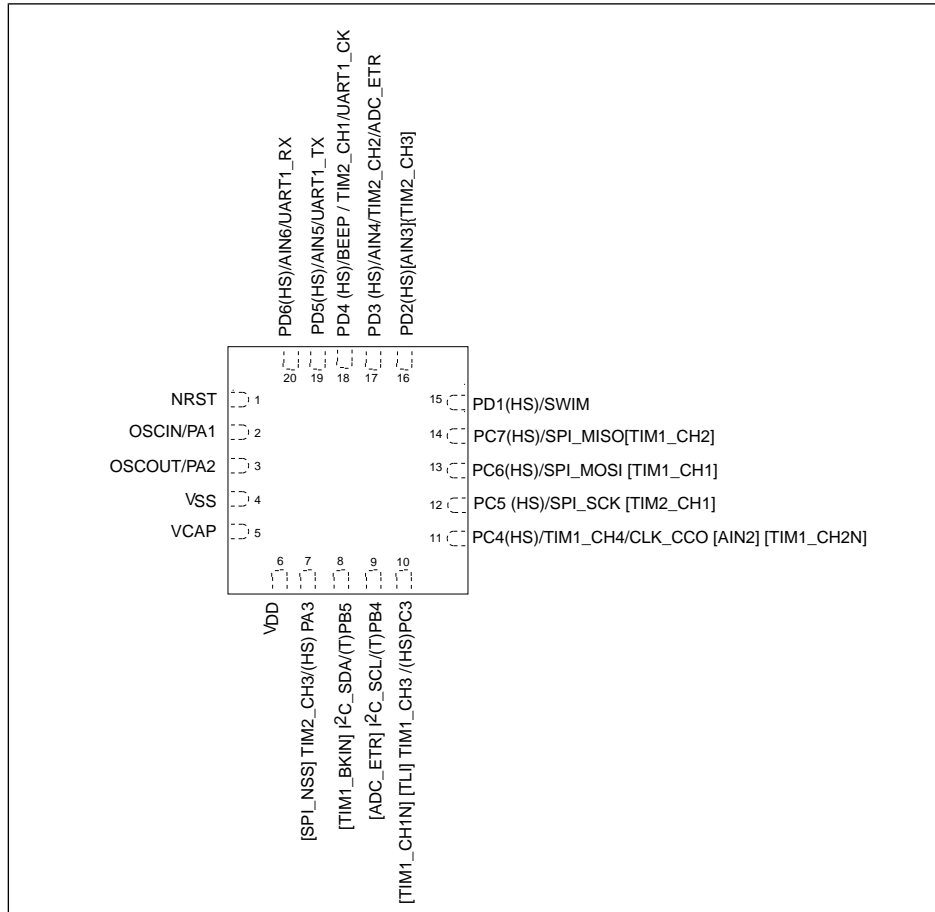 PD6(HS)/AIN6/UART1_RX
PD5(HS)/AIN5/UART1_TX
PD4 (HS)/BEEP / TIM2_CH1/UART1_CK
PD3 (HS)/AIN4/TIM2_CH2/ADC_ETR
PD2(HS)[AIN3]{TIM2_CH3]
20 19 18 17 16
NRST 1
OSCIN/PA1 2
OSCOUT/PA2 3
VSS 4
VCAP 5
15 PD1(HS)/SWIM
14 PC7(HS)/SPI_MISO[TIM1_CH2]
13 PC6(HS)/SPI_MOSI [TIM1_CH1]
12 PC5 (HS)/SPI_SCK [TIM2_CH1]
11 PC4(HS)/TIM1_CH4/CLK_CCO [AIN2] [TIM1_CH2N]
6 7 8 9 10
VDD
[SPI_NSS] TIM2_CH3/(HS) PA3
[TIM1_BKIN] I²C_SDA/(T)PB5
[ADC_ETR] I²C_SCL/(T)PB4
[TIM1_CH1N] [TLI] TIM1_CH3 /(HS)PC3